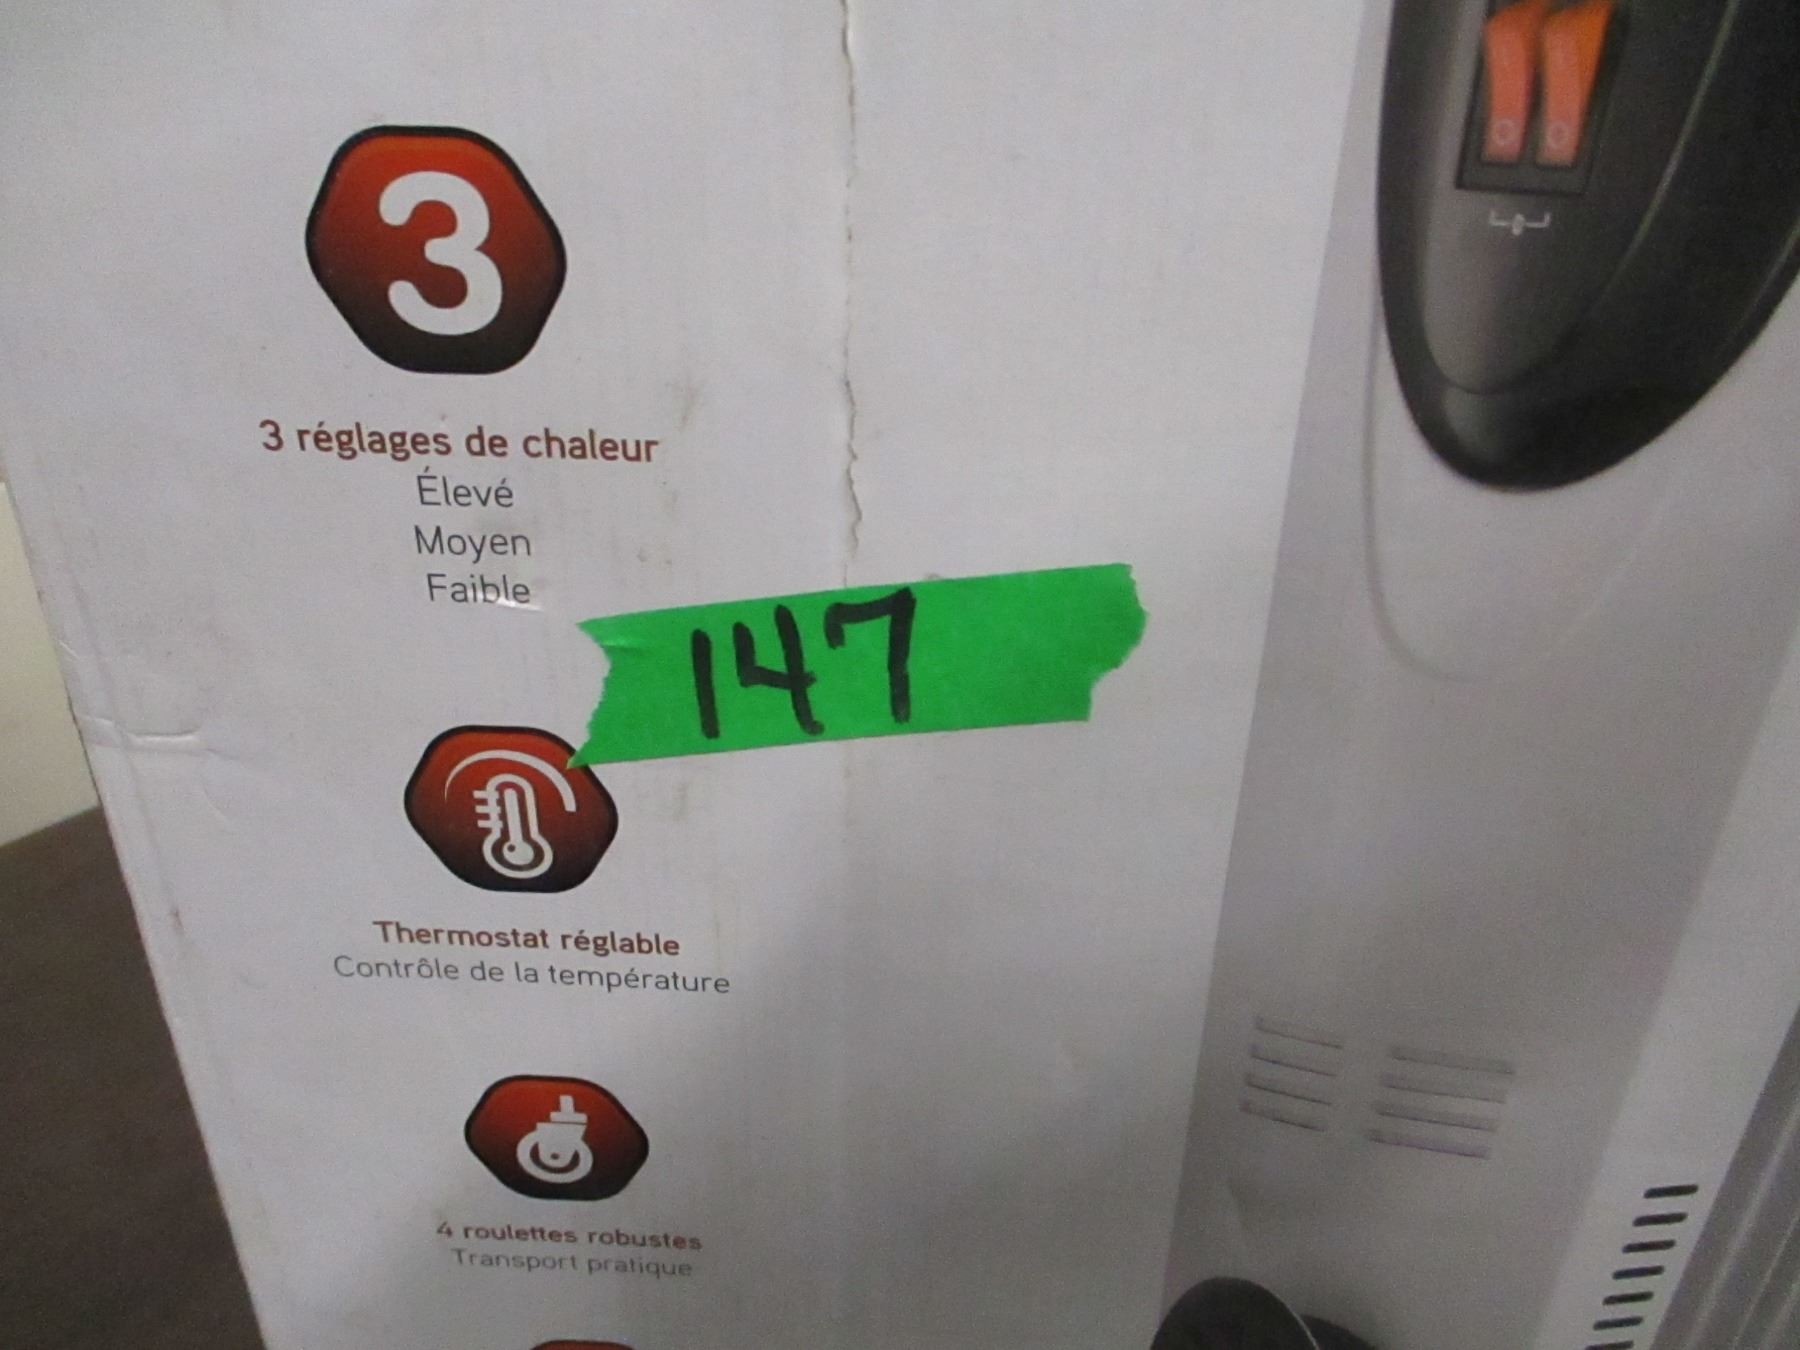 3
3 réglages de chaleur
Élevé
Moyen
Faible
147
Thermostat réglable
Contrôle de la température
4 roulettes robustes
Transport pratique